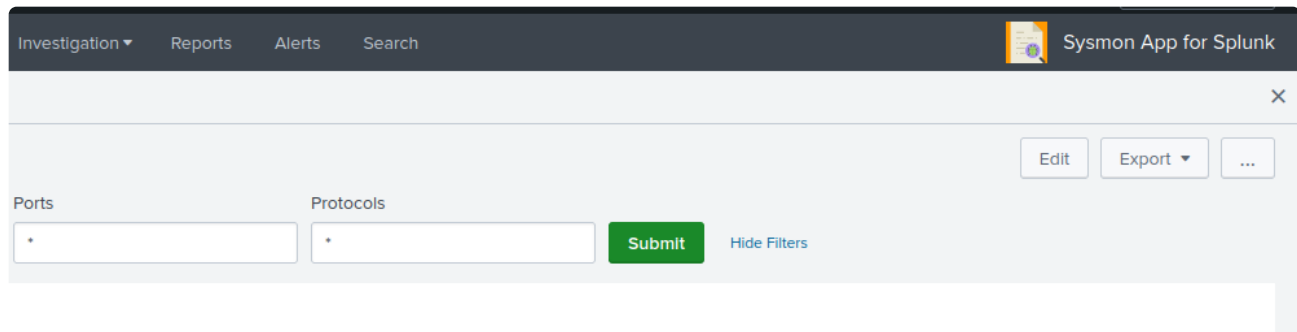 Investigation Reports Alerts Search Sysmon App for Splunk
Edit Export ...
Ports Protocols
* * Submit Hide Filters